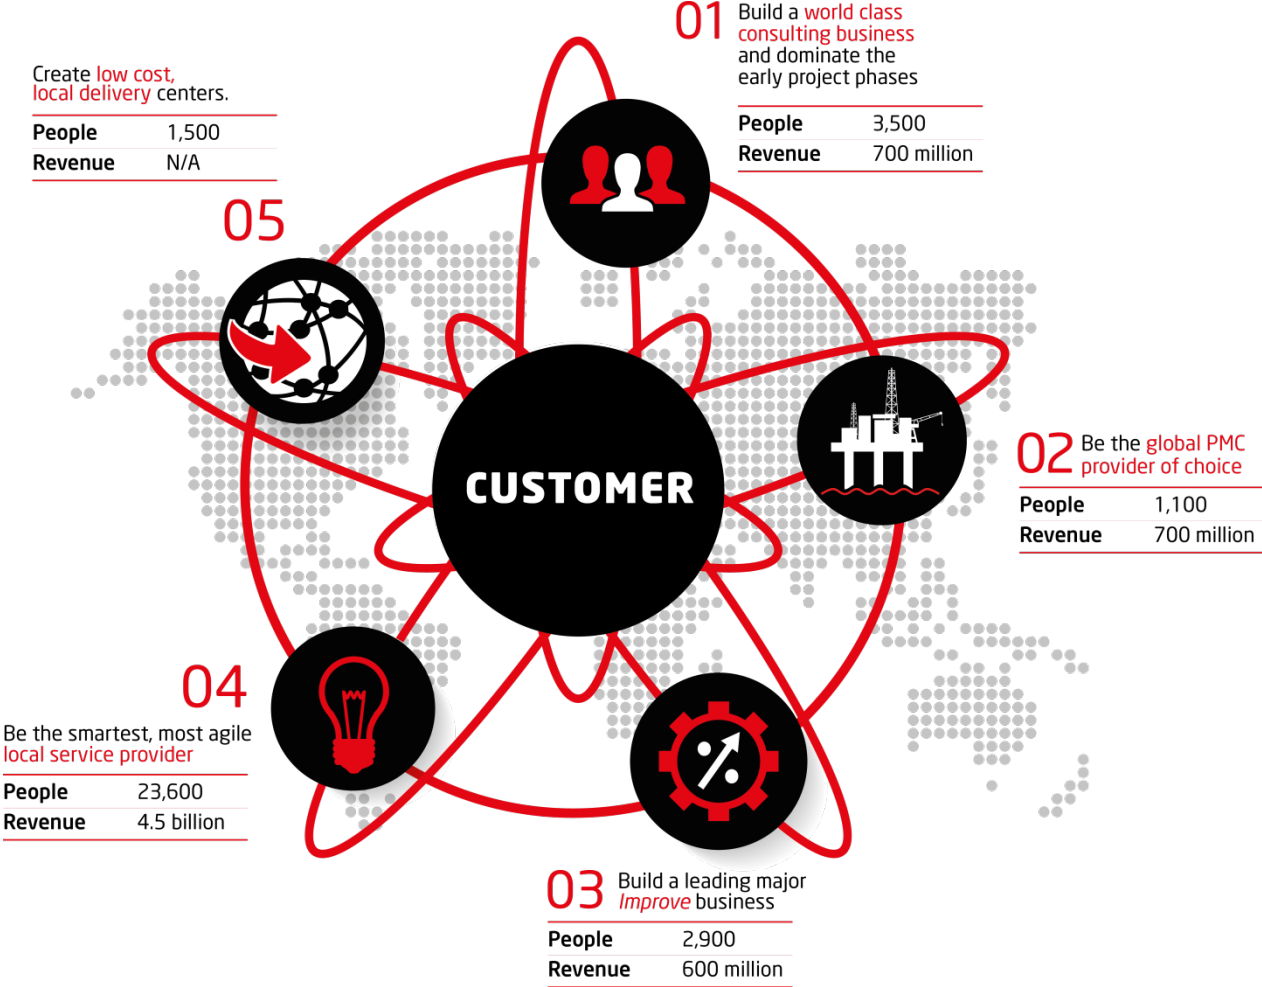 01
Build a world class
consulting business
and dominate the
early project phases
People 3,500
Revenue 700 million
02
Be the global PMC
provider of choice
People 1,100
Revenue 700 million
03
Build a leading major
Improve business
People 2,900
Revenue 600 million
04
Be the smartest, most agile
local service provider
People 23,600
Revenue 4.5 billion
05
Create low cost,
local delivery centers.
People 1,500
Revenue N/A
CUSTOMER